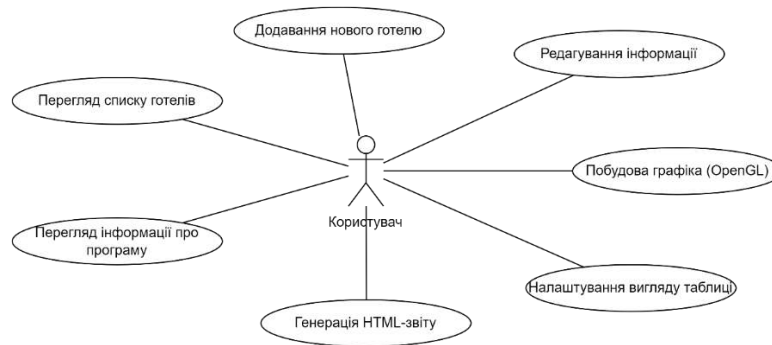 Додавання нового готелю
Редагування інформації
Перегляд списку готелів
Побудова графіка (OpenGL)
Користувач
Перегляд інформації про
програму
Налаштування вигляду таблиці
Генерація HTML-звіту